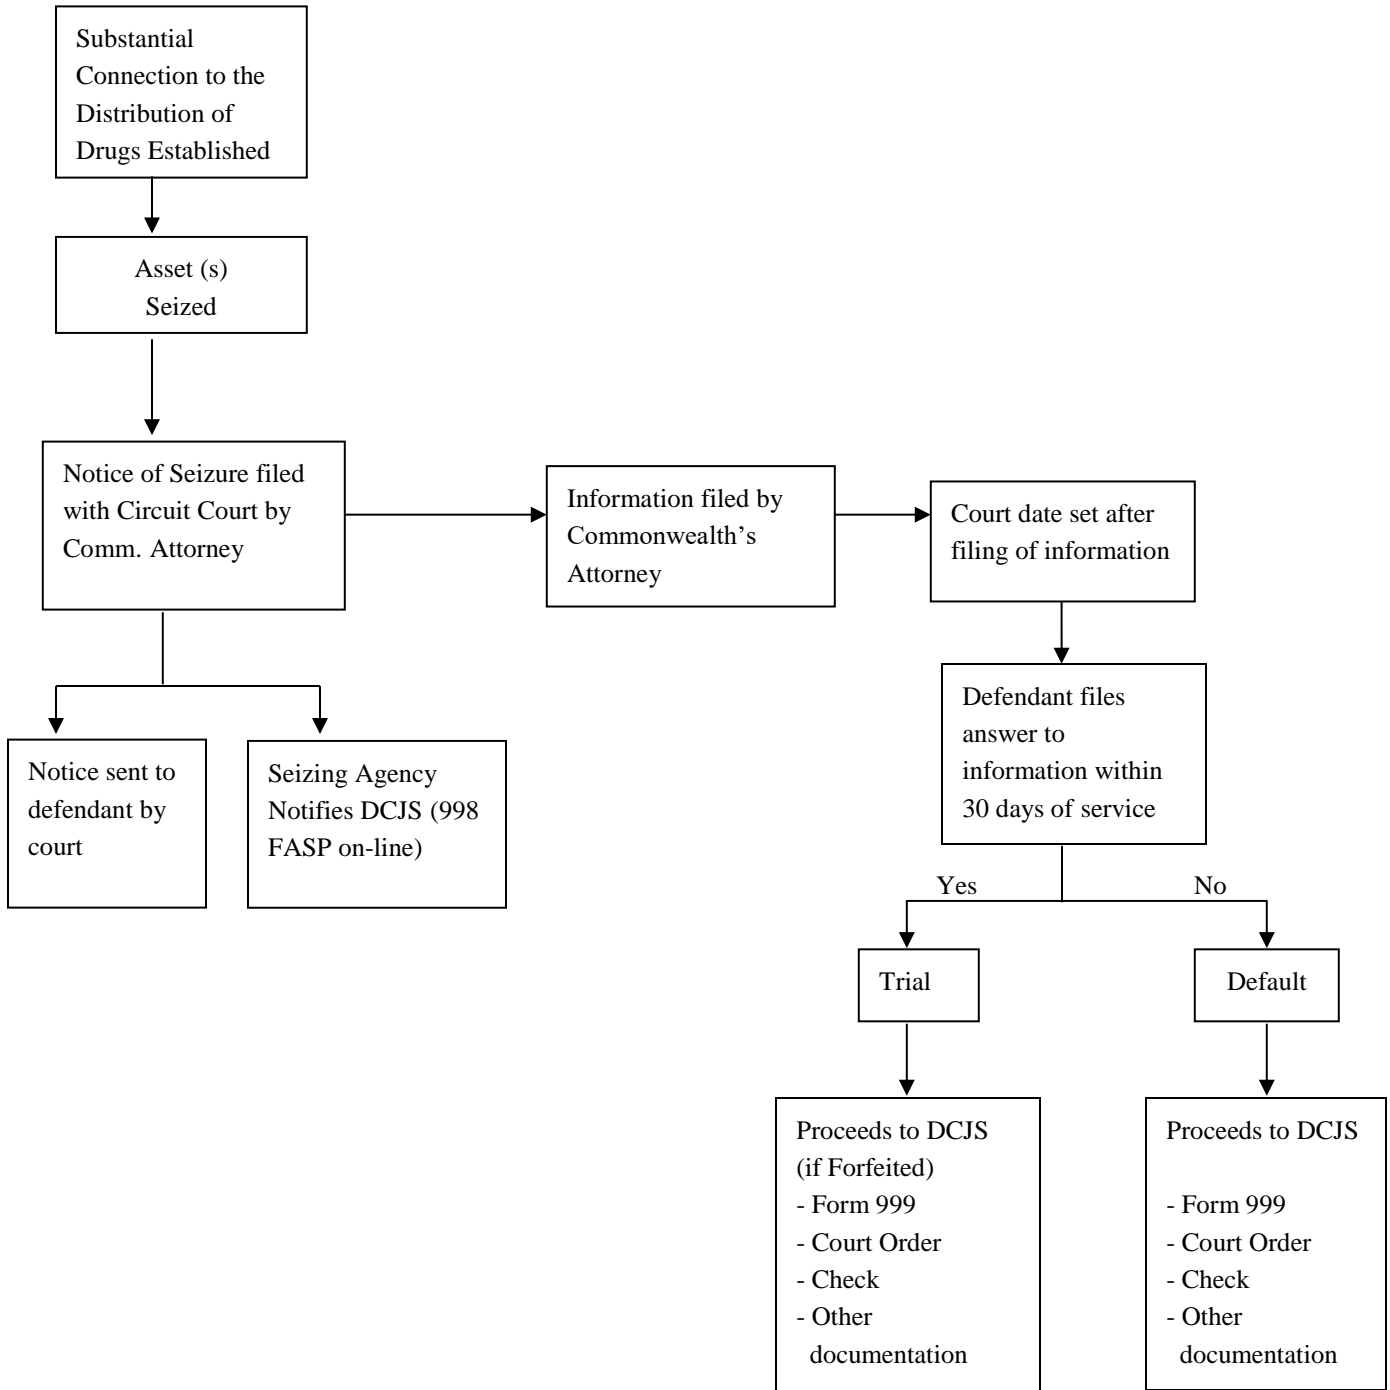 Substantial
Connection to the
Distribution of
Drugs Established
Asset (s)
Seized
Notice of Seizure filed
with Circuit Court by
Comm. Attorney
Information filed by
Commonwealth’s
Attorney
Court date set after
filing of information
Notice sent to
defendant by
court
Seizing Agency
Notifies DCJS (998
FASP on-line)
Defendant files
answer to
information within
30 days of service
Yes
No
Trial
Default
Proceeds to DCJS
(if Forfeited)
- Form 999
- Court Order
- Check
- Other
documentation
Proceeds to DCJS
- Form 999
- Court Order
- Check
- Other
documentation